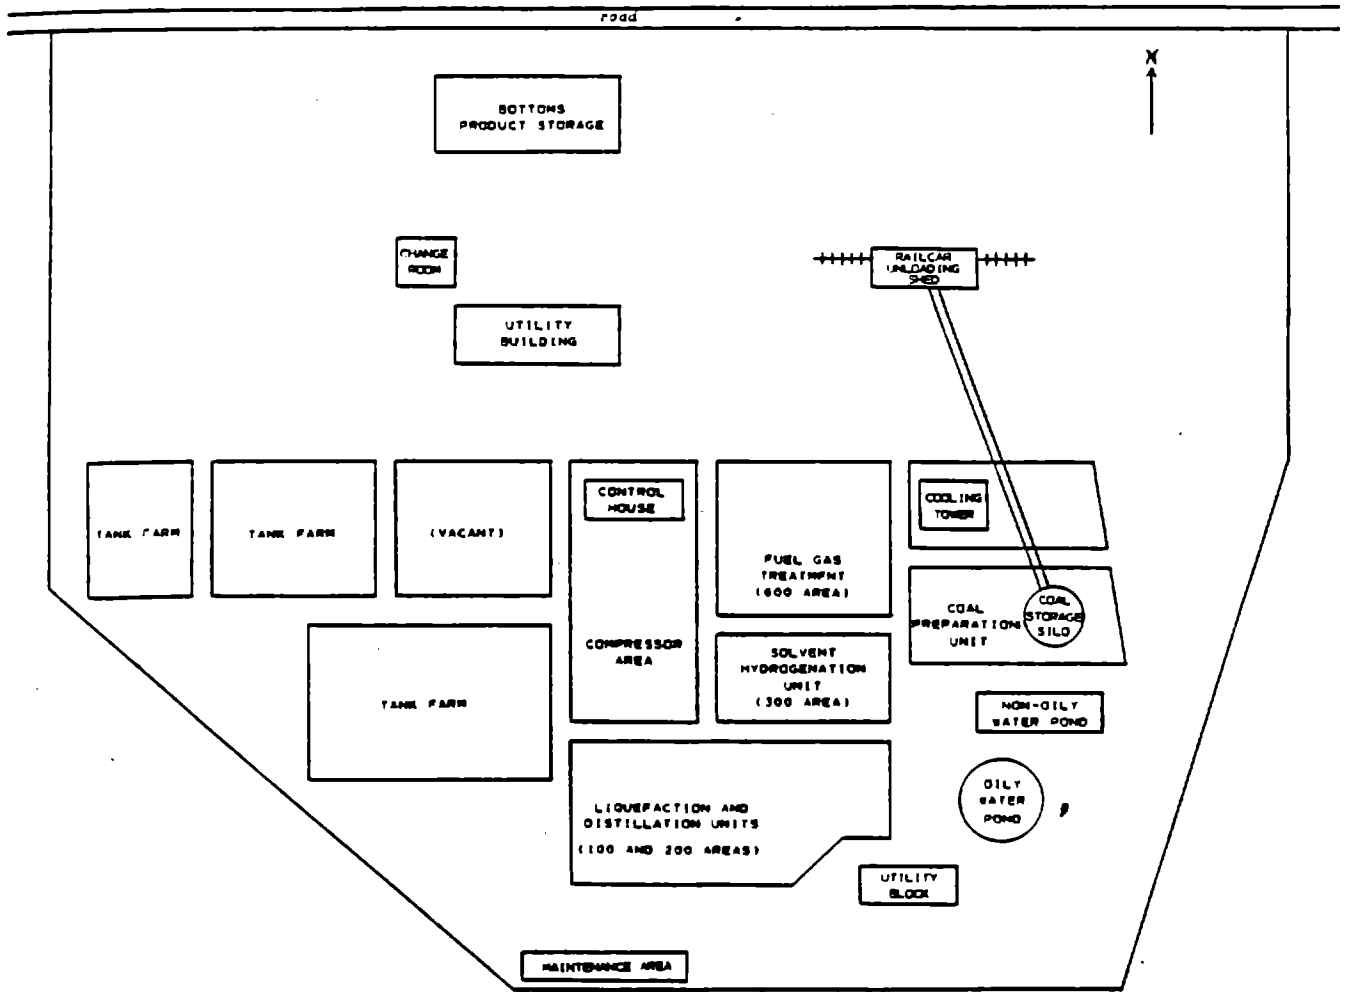 road
N
BOTTOMS
PRODUCT STORAGE
CHANGE
ROOM
RAILCAR
UNLOADING
SHED
UTILITY
BUILDING
TANK FARM
TANK FARM
(VACANT)
CONTROL
HOUSE
COMPRESSOR
AREA
FUEL GAS
TREATMENT
(600 AREA)
COOLING
TOWER
COAL
PREPARATION
UNIT
COAL
STORAGE
SILO
SOLVENT
HYDROGENATION
UNIT
(300 AREA)
TANK FARM
NON-OILY
WATER POND
OILY
WATER
POND
LIQUEFACTION AND
DISTILLATION UNITS
(100 AND 200 AREAS)
UTILITY
BLOCK
MAINTENANCE AREA